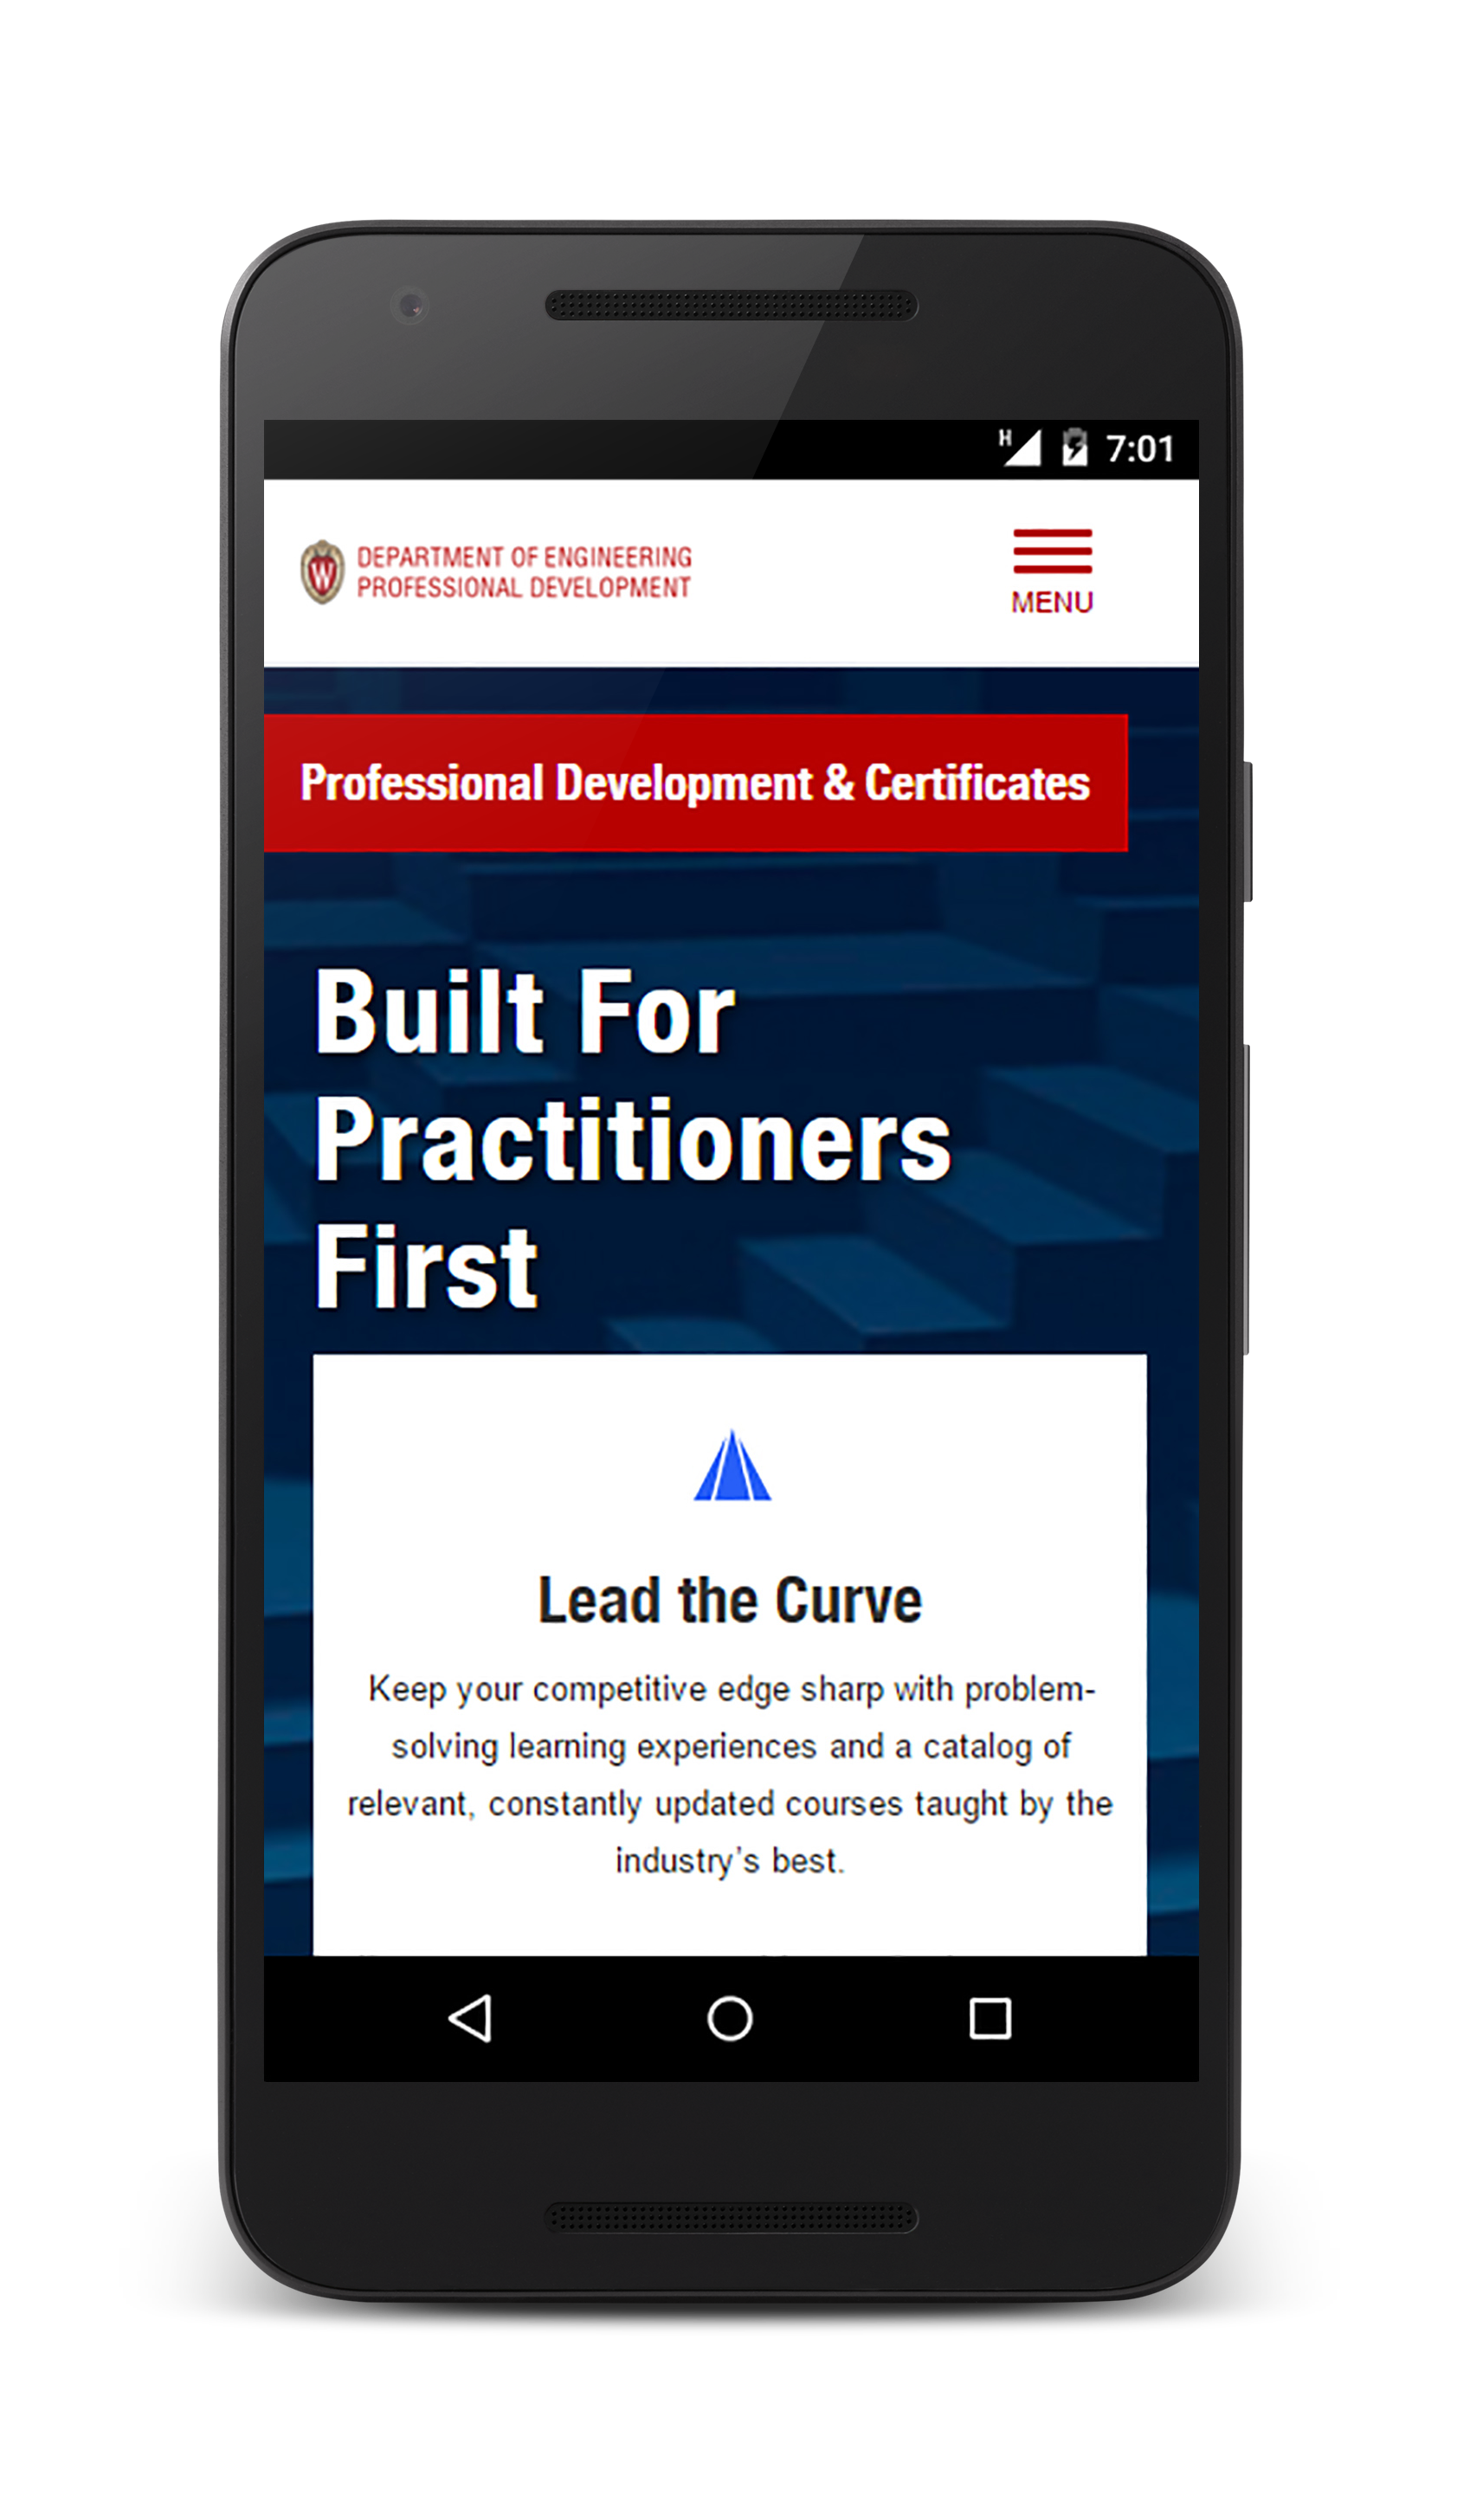 H 7:01
W DEPARTMENT OF ENGINEERING
PROFESSIONAL DEVELOPMENT
MENU
Professional Development & Certificates
Built For
Practitioners
First
Lead the Curve
Keep your competitive edge sharp with problem-
solving learning experiences and a catalog of
relevant, constantly updated courses taught by the
industry's best.